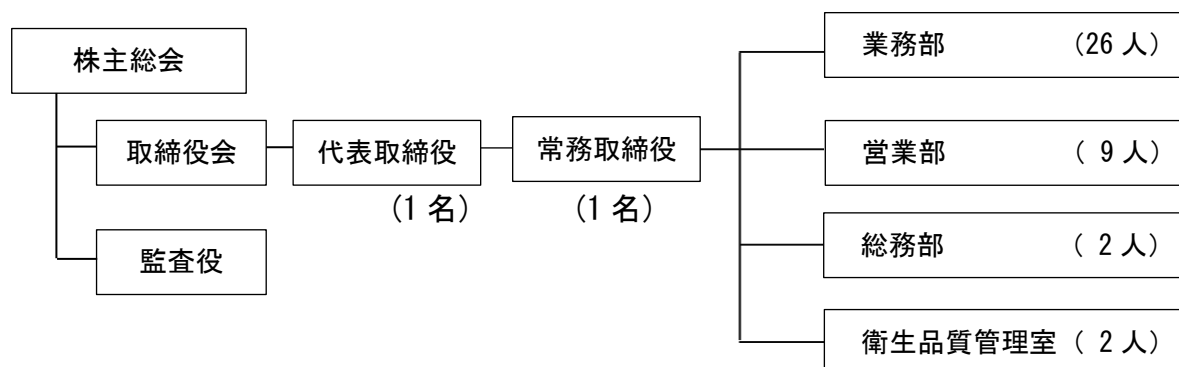 株主総会
取締役会
代表取締役
(1 名)
常務取締役
(1 名)
監査役
業務部 (26 人)
営業部 ( 9 人)
総務部 ( 2 人)
衛生品質管理室 ( 2 人)